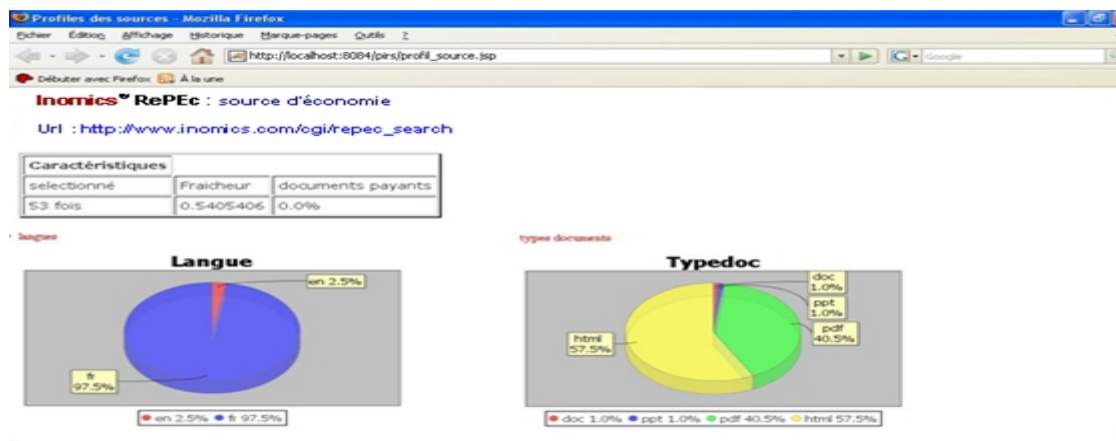 Profiles des sources - Mozilla Firefox
Fichier Édition Affichage Historique Marque-pages Outils ?
http://localhost:8084/pirs/profil_source.jsp
Google
Débuter avec Firefox À la une
Inomics RePEc : source d'économie
Url : http://www.inomics.com/cgi/repec_search
Caractéristiques
selectionné Fraicheur documents payants
53 fois 0.5405406 0.0%
langues
types documents
Langue
en 2.5%
fr
97.5%
en 2.5% fr 97.5%
Typedoc
doc
1.0%
ppt
1.0%
pdf
40.5%
html
57.5%
doc 1.0% ppt 1.0% pdf 40.5% html 57.5%